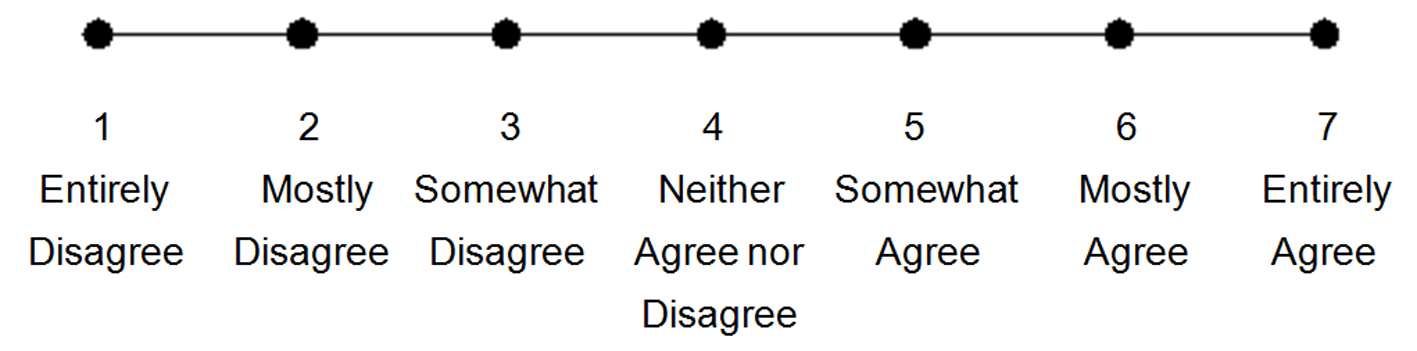 1 2 3 4 5 6 7
Entirely Mostly Somewhat Neither Somewhat Mostly Entirely
Disagree Disagree Disagree Agree nor Agree Agree Agree
Disagree